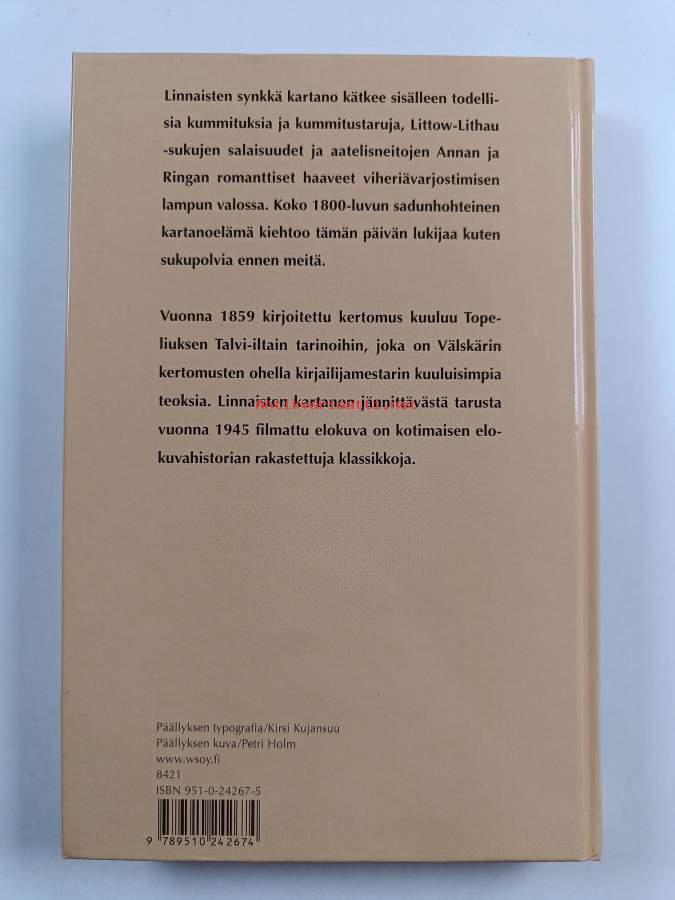 Linnaisten synkkä kartano kätkee sisälleen todelli-
sia kummituksia ja kummitustaruja, Littow-Lithau
-sukujen salaisuudet ja aatelisneitojen Annan ja
Ringan romanttiset haaveet viheriävarjostimisen
lampun valossa. Koko 1800-luvun sadunhohteinen
kartanoelämä kiehtoo tämän päivän lukijaa kuten
sukupolvia ennen meitä.
Vuonna 1859 kirjoitettu kertomus kuuluu Tope-
liuksen Talvi-iltain tarinoihin, joka on Välskärin
kertomusten ohella kirjailijamestarin kuuluisimpia
teoksia. Linnaisten kartanon jännittävästä tarusta
Antikvariaatti.net
vuonna 1945 filmattu elokuva on kotimaisen elo-
kuvahistorian rakastettuja klassikkoja.
Päällyksen typografia/Kirsi Kujansuu
Päällyksen kuva/Petri Holm
www.wsoy.fi
8421
ISBN 951-0-24267-5
9 789510 242674